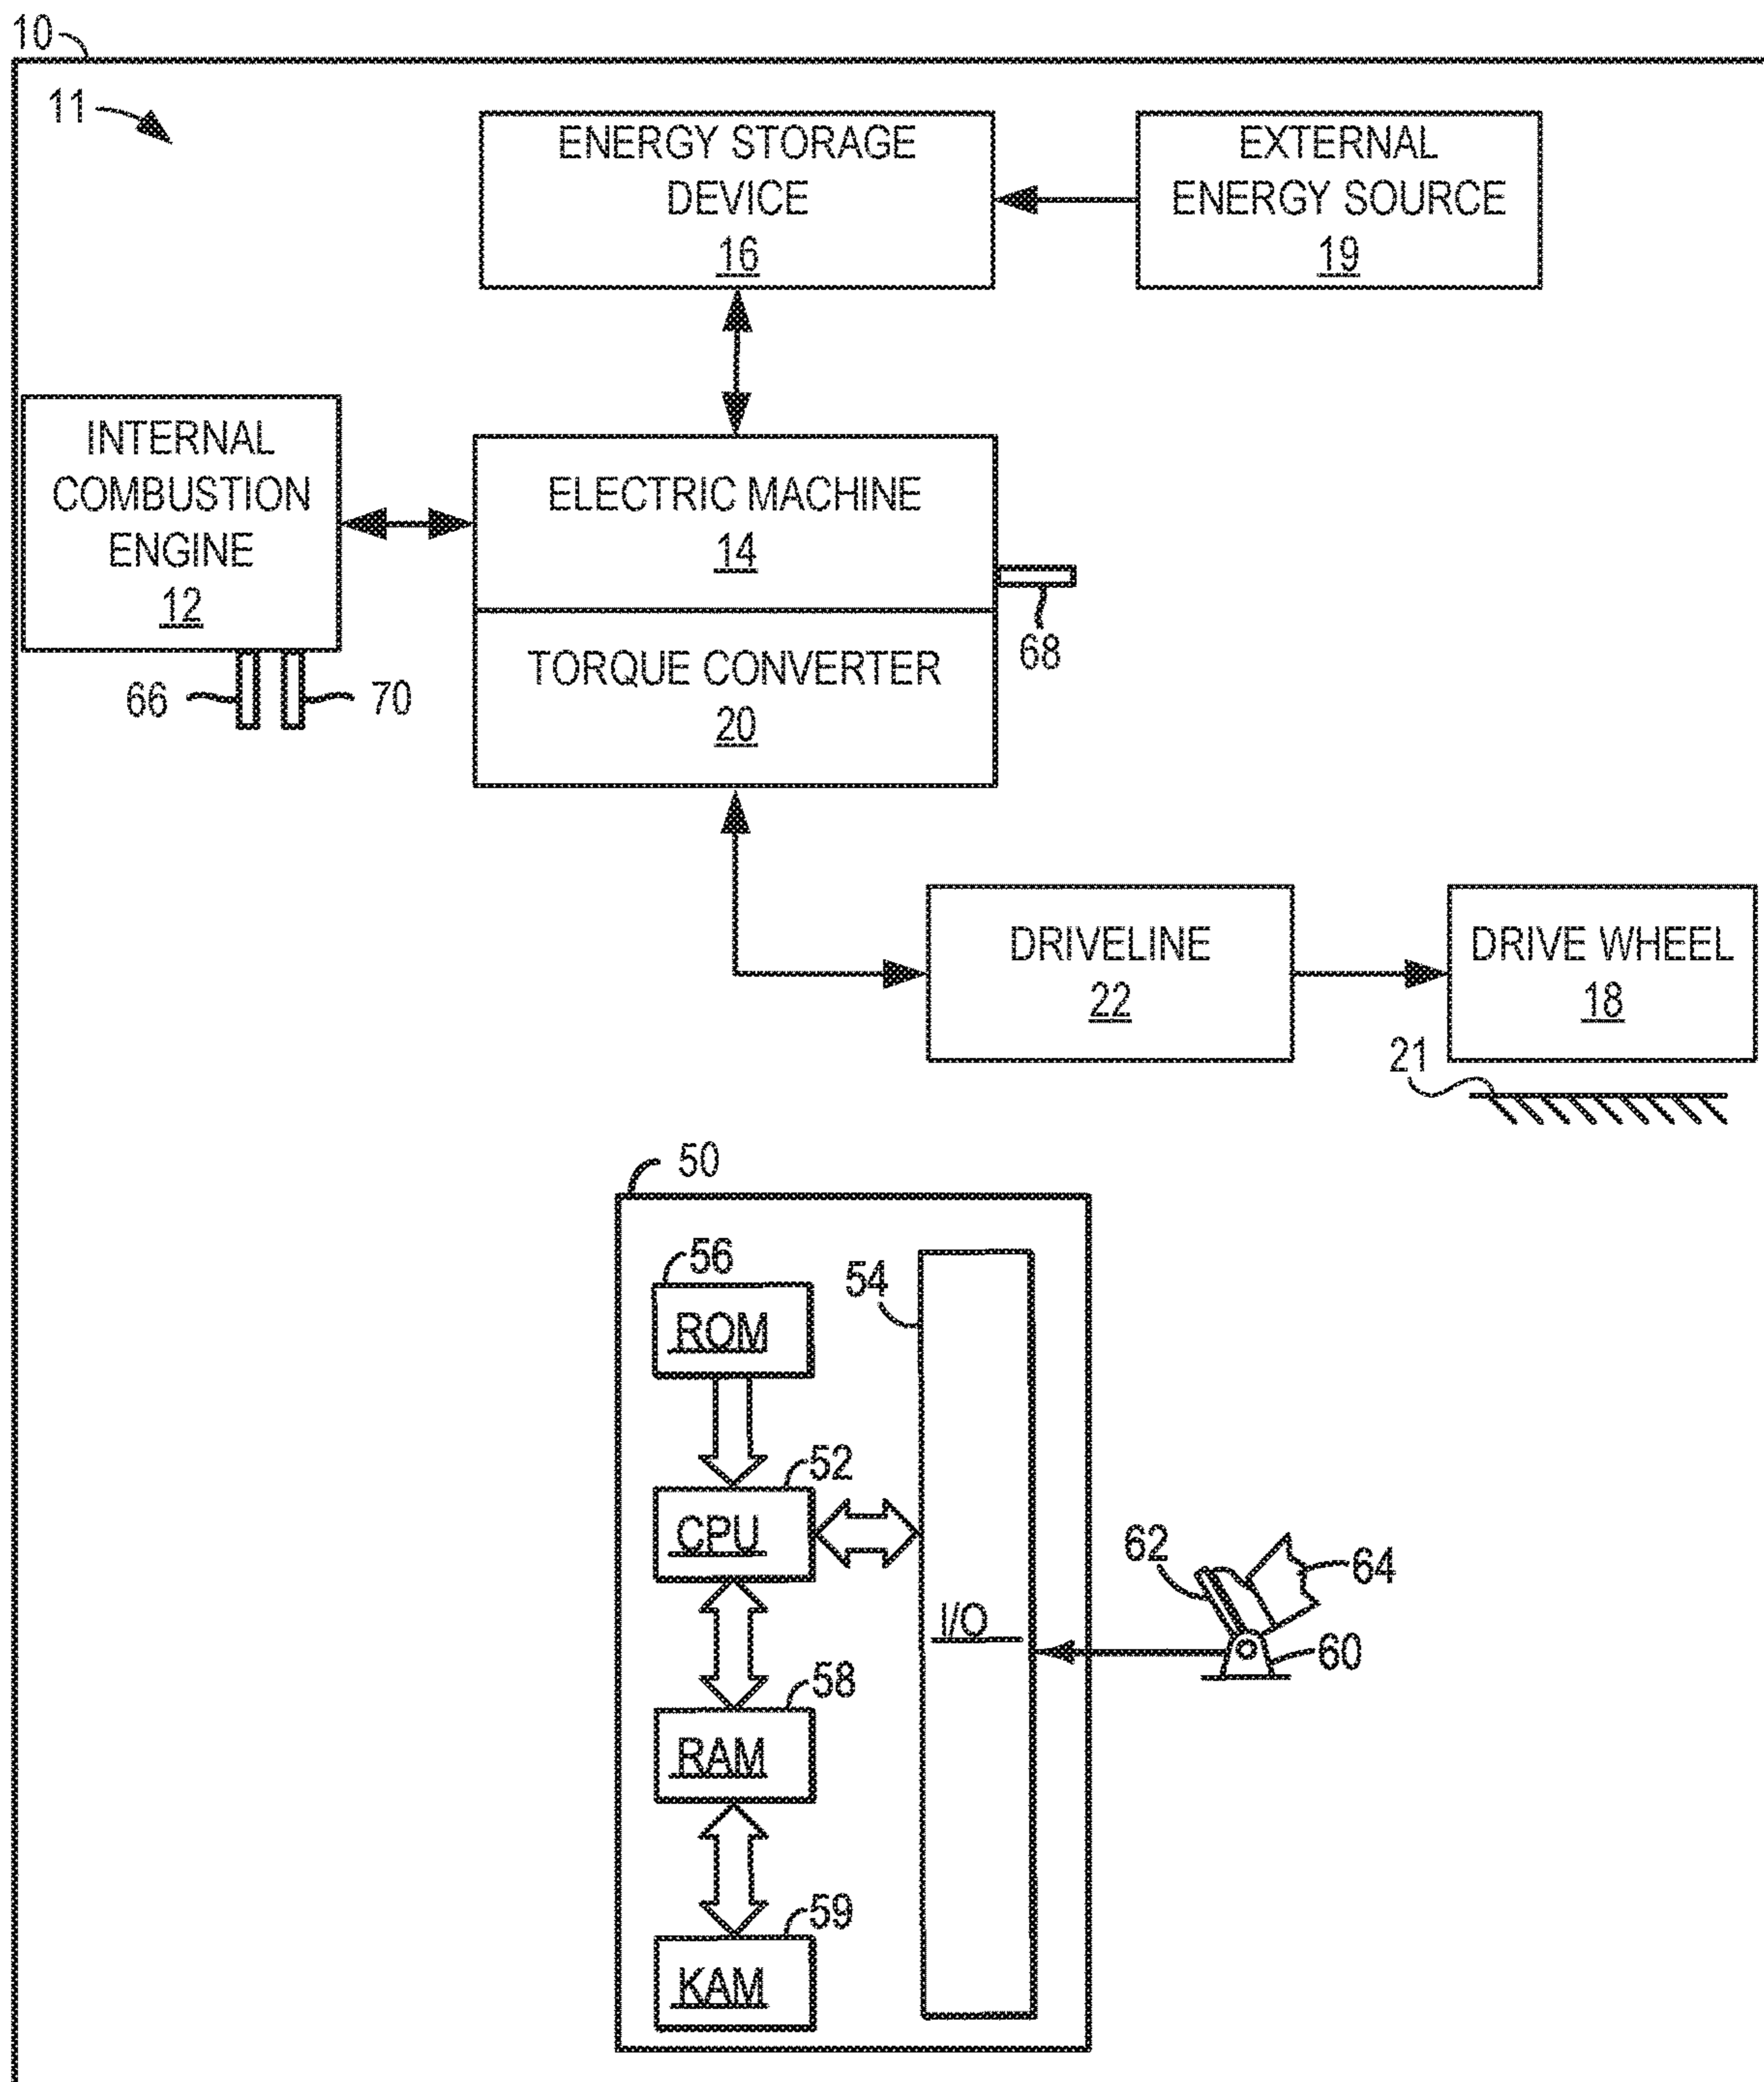 10
11
ENERGY STORAGE
DEVICE
16
EXTERNAL
ENERGY SOURCE
19
INTERNAL
COMBUSTION
ENGINE
12
ELECTRIC MACHINE
14
68
66
70
TORQUE CONVERTER
20
DRIVELINE
22
DRIVE WHEEL
18
21
50
56
ROM
54
52
CPU
I/O
62
64
60
58
RAM
59
KAM